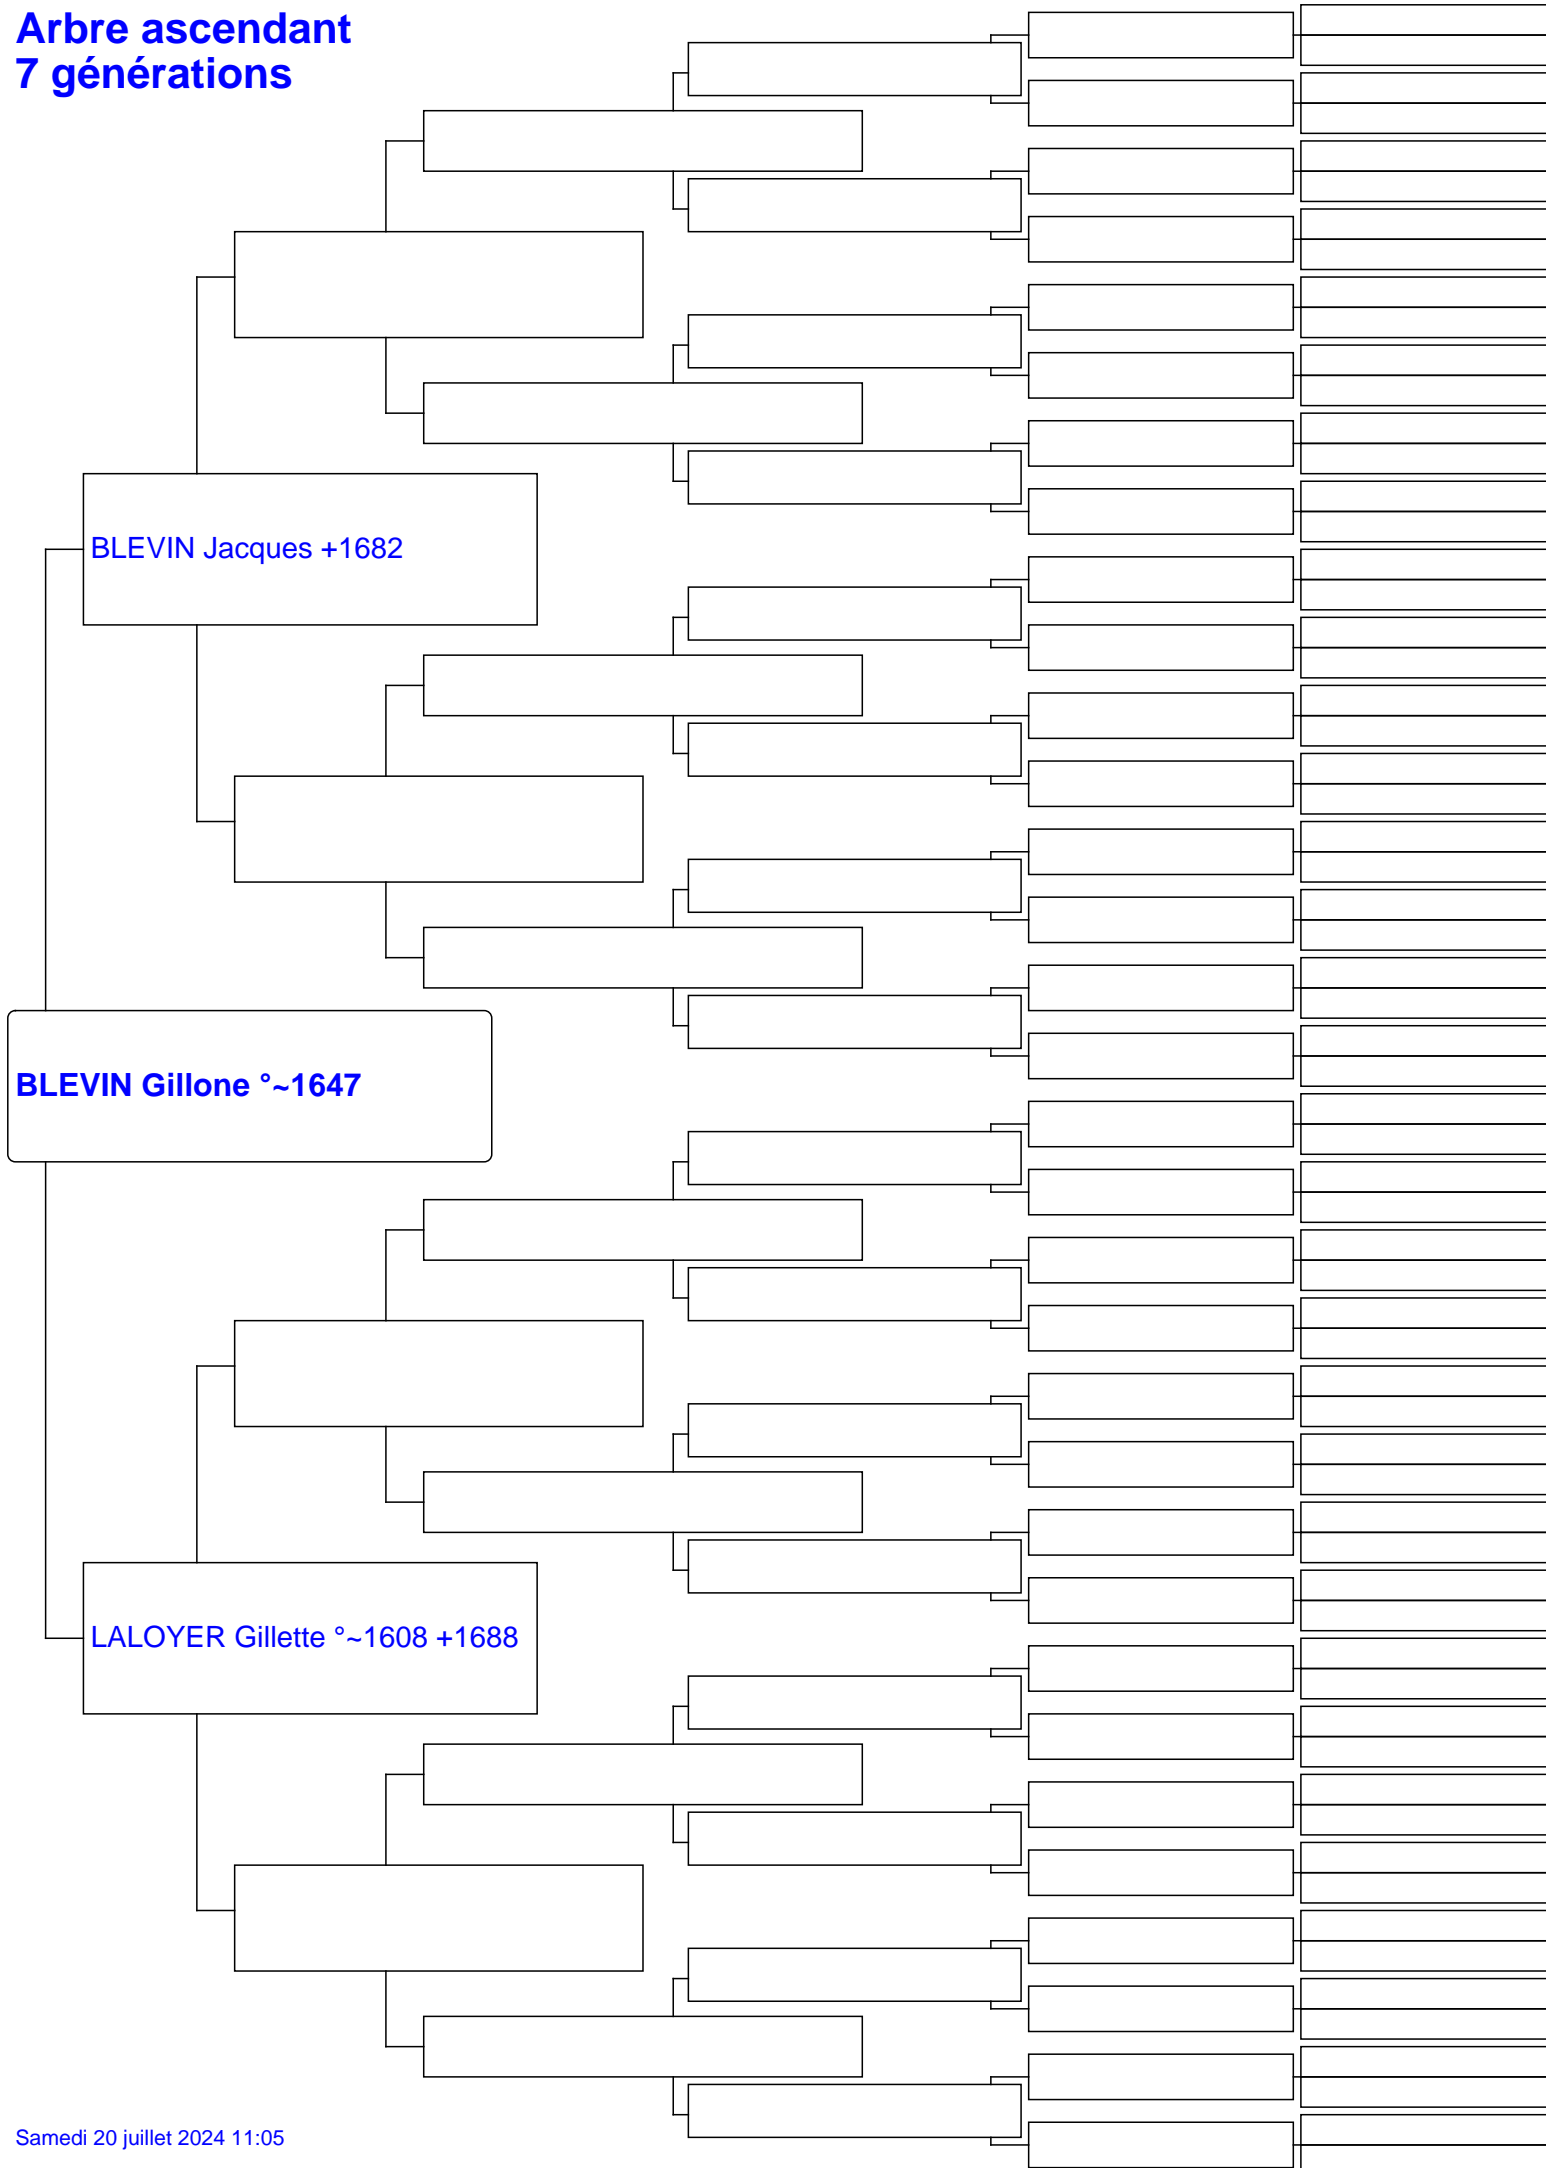 Arbre ascendant
7 générations
BLEVIN Jacques +1682
BLEVIN Gillone °~1647
LALOYER Gillette °~1608 +1688
Samedi 20 juillet 2024 11:05